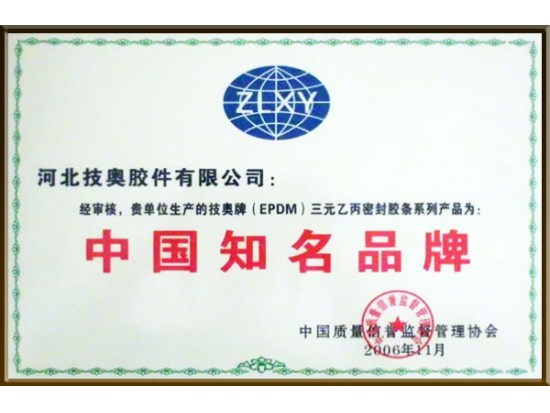 ZLXY
河北技奥胶件有限公司：
经审核，贵单位生产的技奥牌（EPDM）三元乙丙密封胶条系列产品为：
中国知名品牌
中国质量信誉监督管理协会
2006年11月